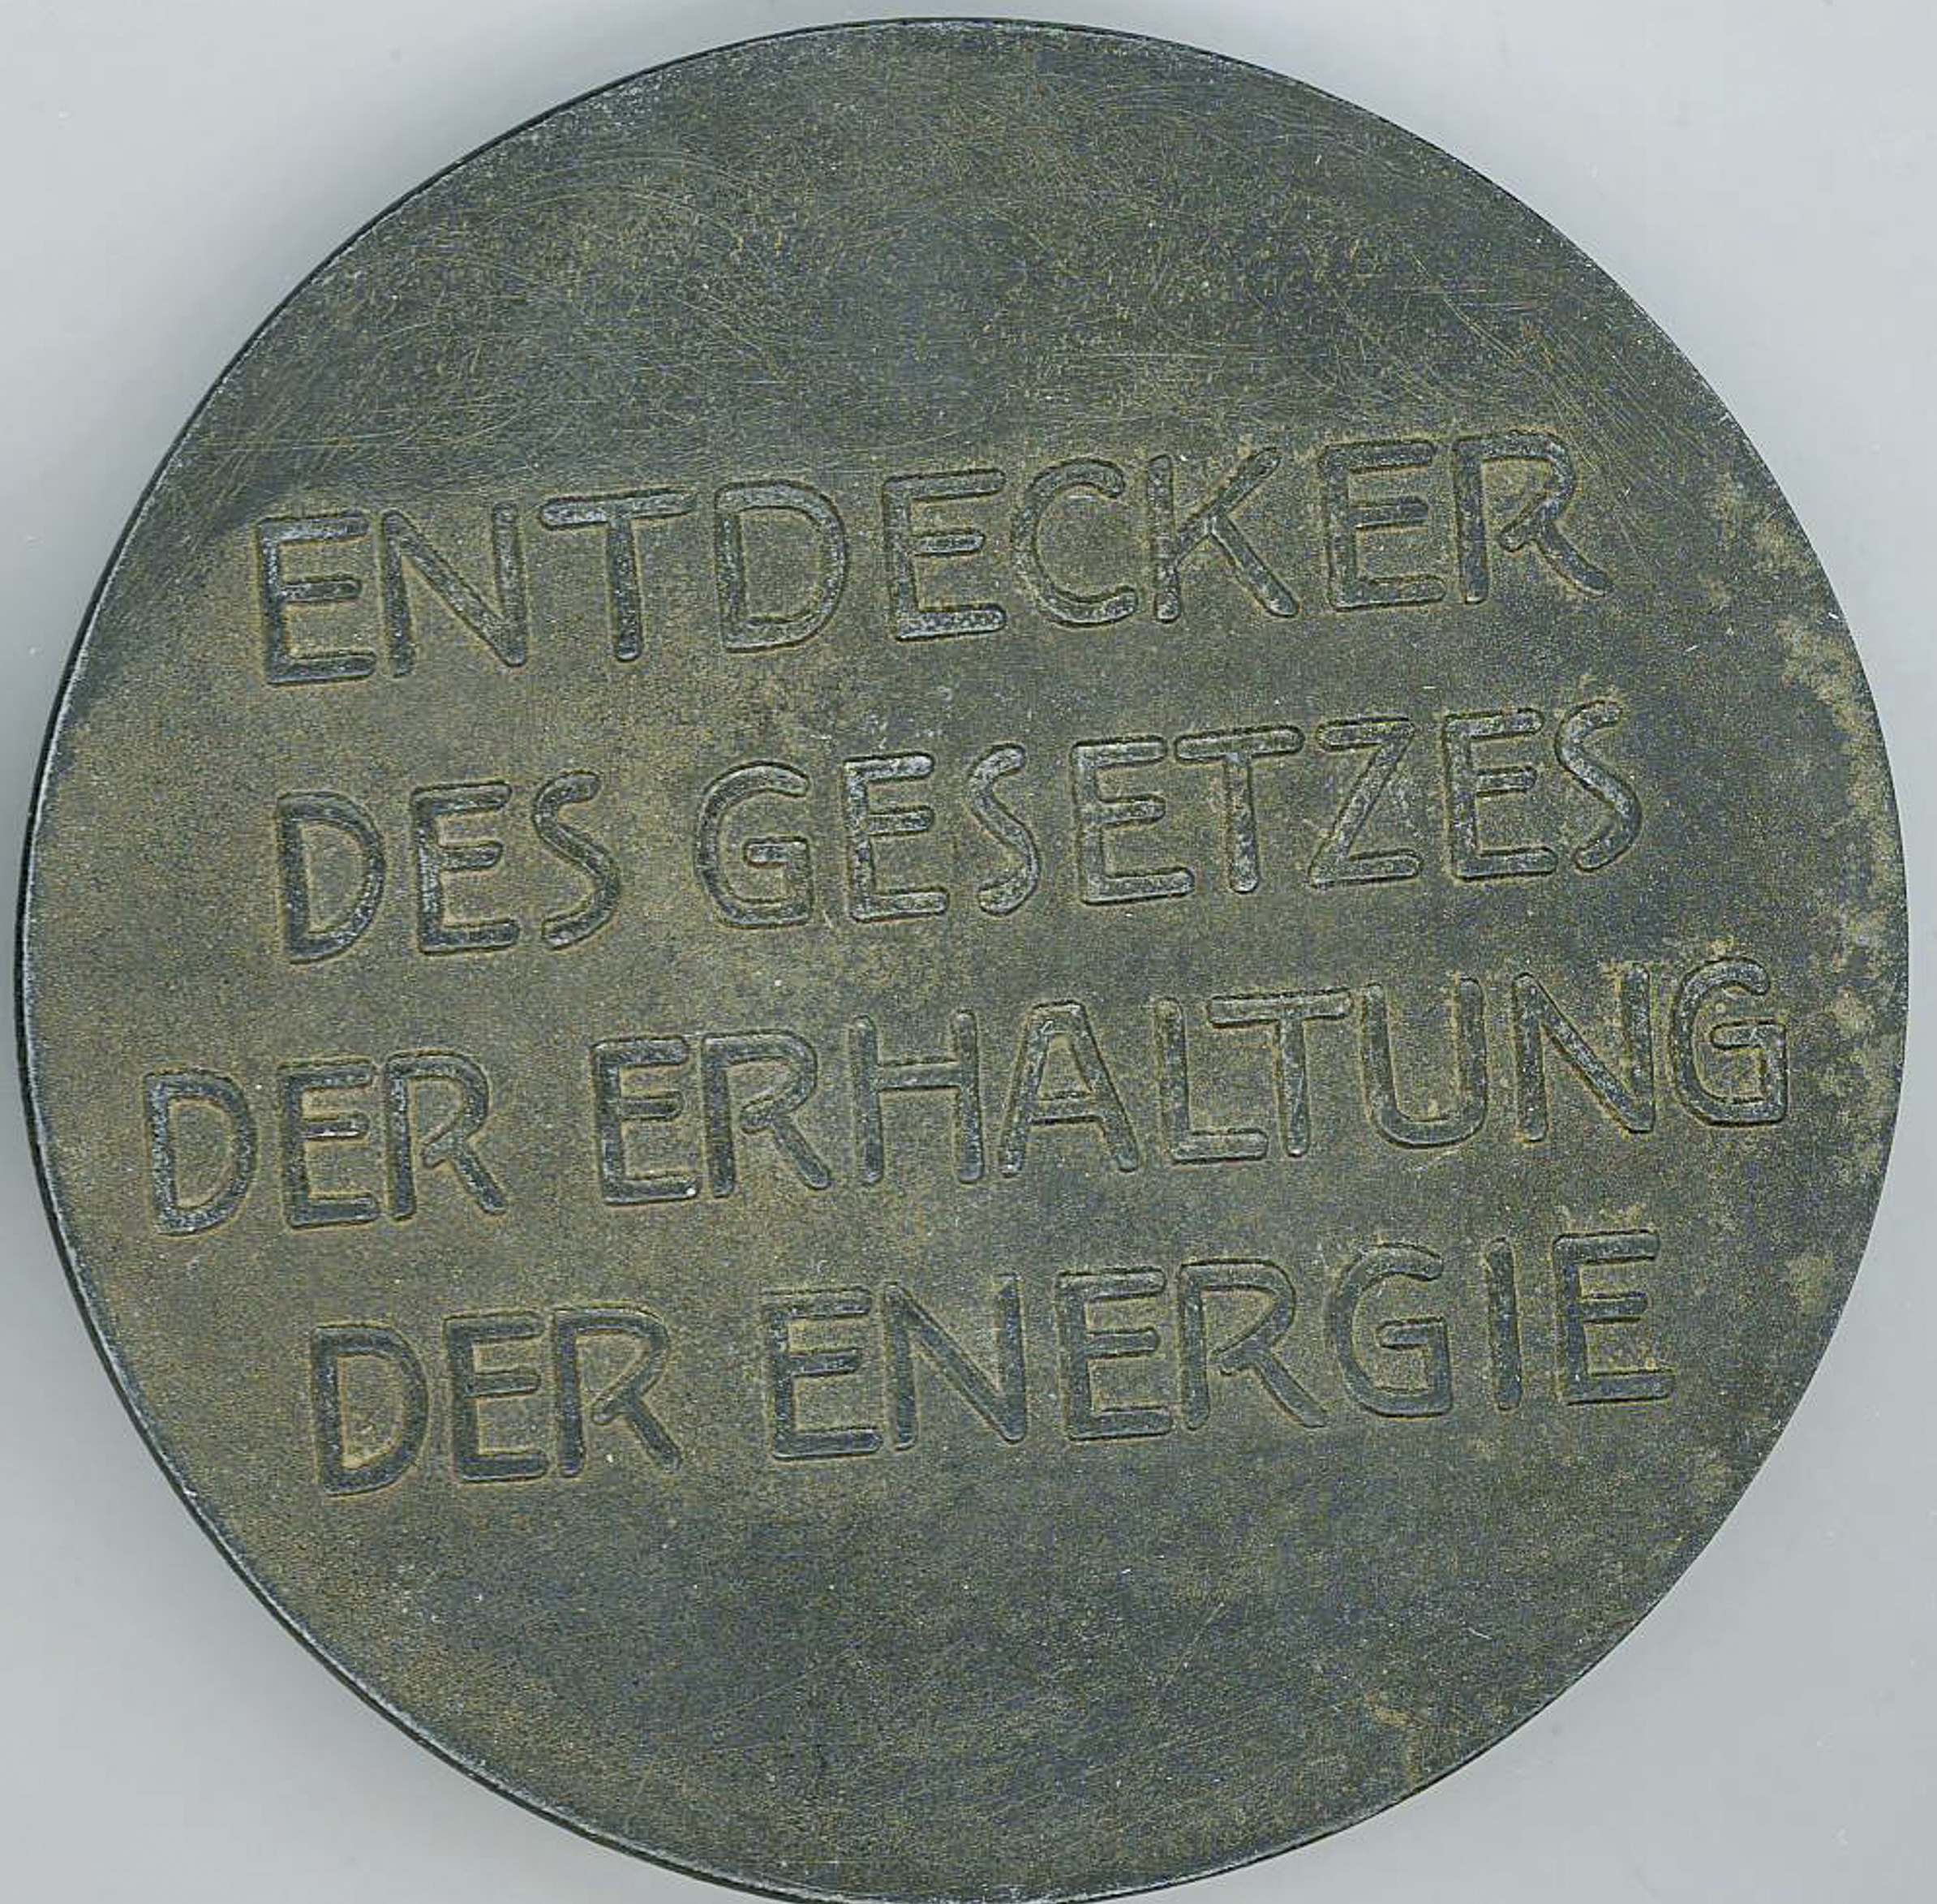 ENTDECKER
DES GESETZES
DER ERHALTUNG
DER ENERGIE